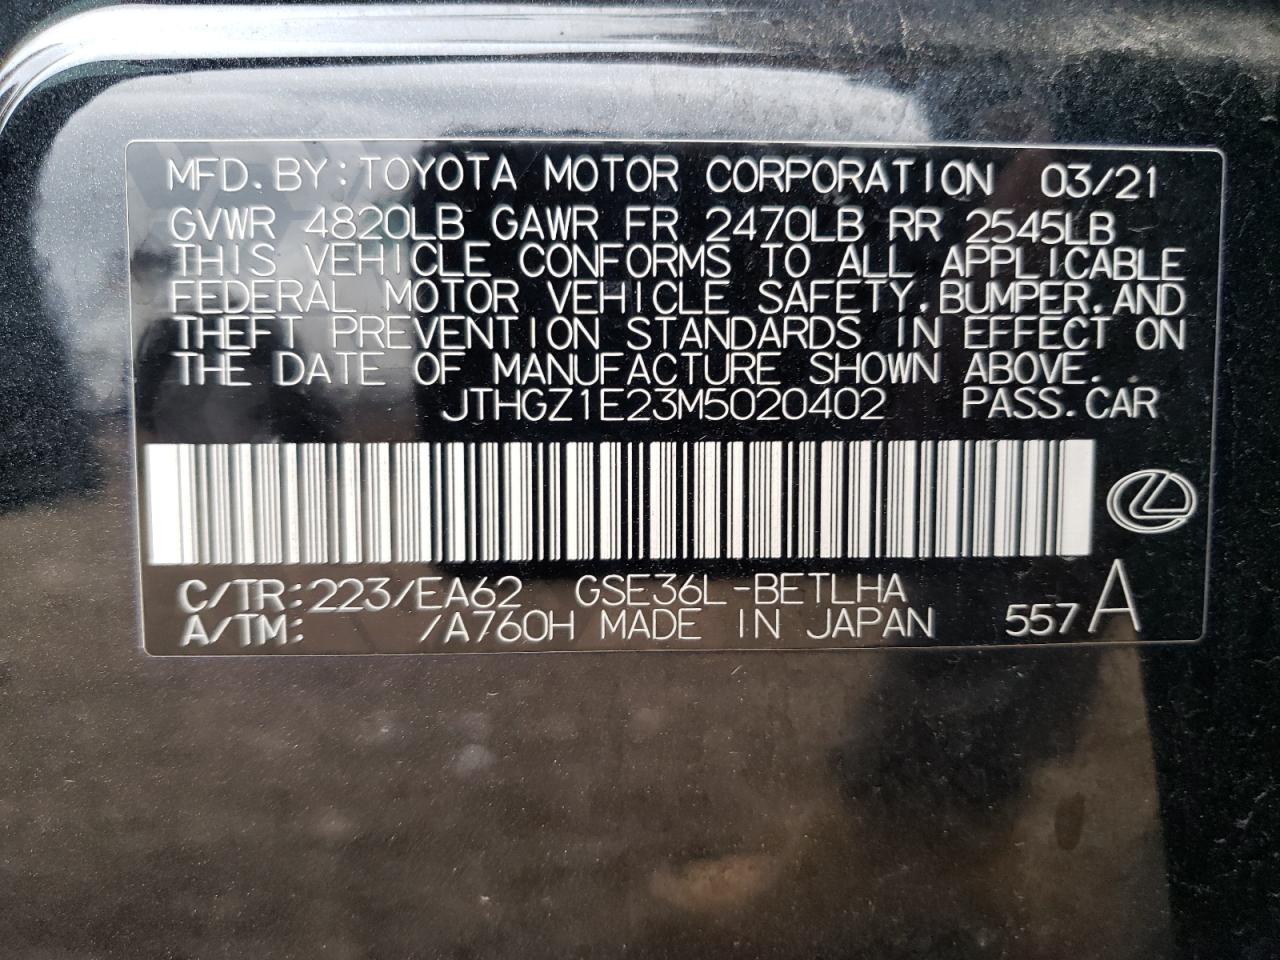 MFD. BY: TOYOTA MOTOR CORPORATION 03/21
GVWR 4820LB GAWR FR 2470LB RR 2545LB
THIS VEHICLE CONFORMS TO ALL APPLICABLE
FEDERAL MOTOR VEHICLE SAFETY, BUMPER, AND
THEFT PREVENTION STANDARDS IN EFFECT ON
THE DATE OF MANUFACTURE SHOWN ABOVE.
JTHGZ1E23M5020402 PASS. CAR
C/TR: 223/EA62 GSE36L-BETLHA
A/TM: /A760H MADE IN JAPAN 557 A